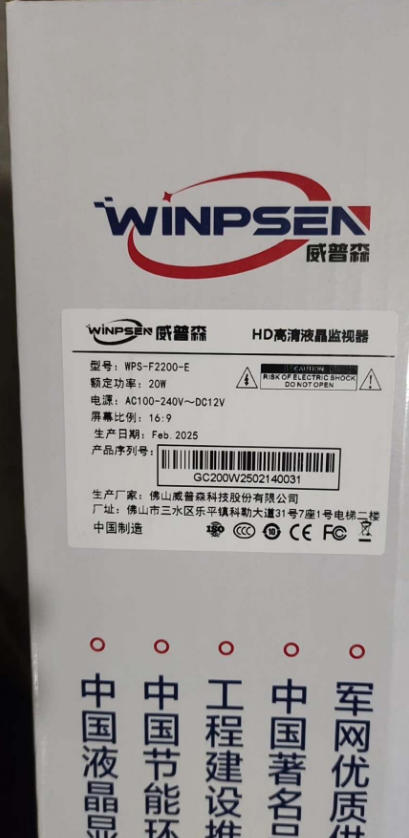 WINPSEN
威普森
WINPSEN 威普森 HD高清液晶监视器
型号：WPS-F2200-E
额定功率：20W
电源：AC100-240V～DC12V
屏幕比例：16:9
生产日期：Feb.2025
CAUTION
RISK OF ELECTRIC SHOCK
DO NOT OPEN
产品序列号：
GC200W2502140031
生产厂家：佛山威普森科技股份有限公司
厂址：佛山市三水区乐平镇科勒大道31号7座1号电梯二楼
中国制造
ISO CCC 10 CE FC
中国液晶显
中国节能环
工程建设推
中国著名品
军网优质供